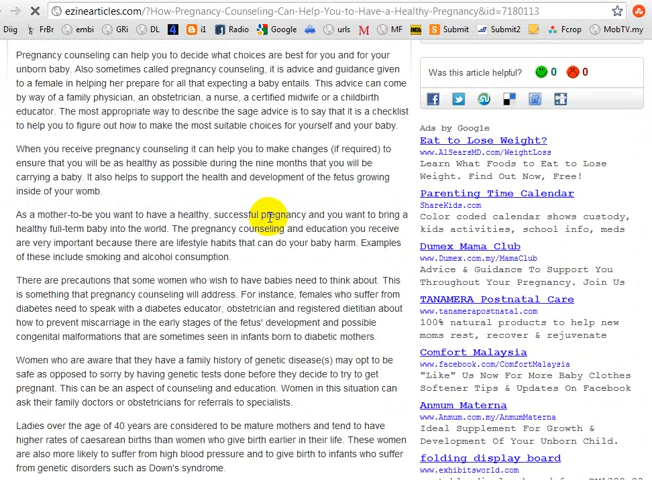 ezinearticles.com/?How-Pregnancy-Counseling-Can-Help-You-to-Have-a-Healthy-Pregnancy&id=7180113
FrBr embi GRi DL 4 i1 Radio Google urls M MF Submit Submit Fcrop MobTV.my
Pregnancy counseling can help you to decide what choices are best for you and for your
unborn baby. Also sometimes called pregnancy counseling, it is advice and guidance given
to a female in helping her prepare for all that expecting a baby entails. This advice can come
by way of a family physician, an obstetrician, a nurse, a certified midwife or a childbirth
educator. The most appropriate way to describe the sage advice is to say that it is a checklist
to help you to figure out how to make the most suitable choices for yourself and your baby.
When you receive pregnancy counseling it can help you to make changes (if required) to
ensure that you will be as healthy as possible during the nine months that you will be
carrying a baby. It also helps to support the health and development of the fetus growing
inside of your womb.
As a mother-to-be you want to have a healthy, successful pregnancy and you want to bring a
healthy full-term baby into the world. The pregnancy counseling and education you receive
are very important because there are lifestyle habits that can do your baby harm. Examples
of these include smoking and alcohol consumption.
There are precautions that some women who wish to have babies need to think about. This
is something that pregnancy counseling will address. For instance, females who suffer from
diabetes need to speak with a diabetes educator, obstetrician and registered dietitian about
how to prevent miscarriage in the early stages of the fetus' development and possible
congenital malformations that are sometimes seen in infants born to diabetic mothers.
Women who are aware that they have a family history of genetic disease(s) may opt to be
safe as opposed to sorry by having genetic tests done before they decide to try to get
pregnant. This can be an aspect of counseling and education. Women in this situation can
ask their family doctors or obstetricians for referrals to specialists.
Ladies over the age of 40 years are considered to be mature mothers and tend to have
higher rates of caesarean births than women who give birth earlier in their life. These women
are also more likely to suffer from high blood pressure and to give birth to infants who suffer
from genetic disorders such as Down's syndrome.
Was this article helpful? 0 0
Ads by Google
Eat to Lose Weight?
www.AlSearsMD.com/WeightLoss
Learn What Foods to Eat to Lose
Weight. Find Out Now, Free!
Parenting Time Calendar
ShareKids.com
Color coded calendar shows custody,
kids activities, school info, meds
Dumex Mama Club
www.Dumex.com.my/MamaClub
Advice & Guidance To Support You
Throughout Your Pregnancy. Join Us
TANAMERA Postnatal Care
www.tanamerapostnatal.com
100% natural products to help new
moms rest, recover & rejuvenate
Comfort Malaysia
www.facebook.com/ComfortMalaysia
"Like" Us Now For More Baby Clothes
Softener Tips & Updates On Facebook
Anmum Materna
www.Anmum.com.my/AnmumMaterna
Ideal Supplement For Growth &
Development Of Your Unborn Child.
folding display board
www.exhibitsworld.com